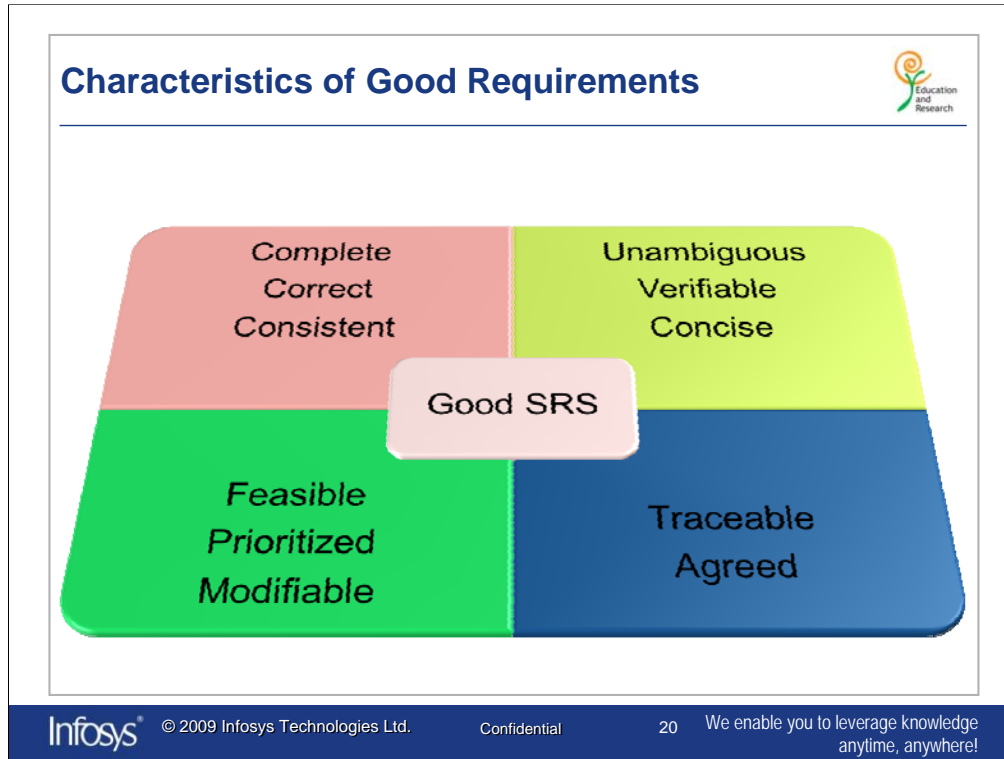 Characteristics of Good Requirements
Education
and
Research
Complete
Correct
Consistent
Unambiguous
Verifiable
Concise
Good SRS
Feasible
Prioritized
Modifiable
Traceable
Agreed
Infosys® © 2009 Infosys Technologies Ltd. Confidential 20 We enable you to leverage knowledge
anytime, anywhere!